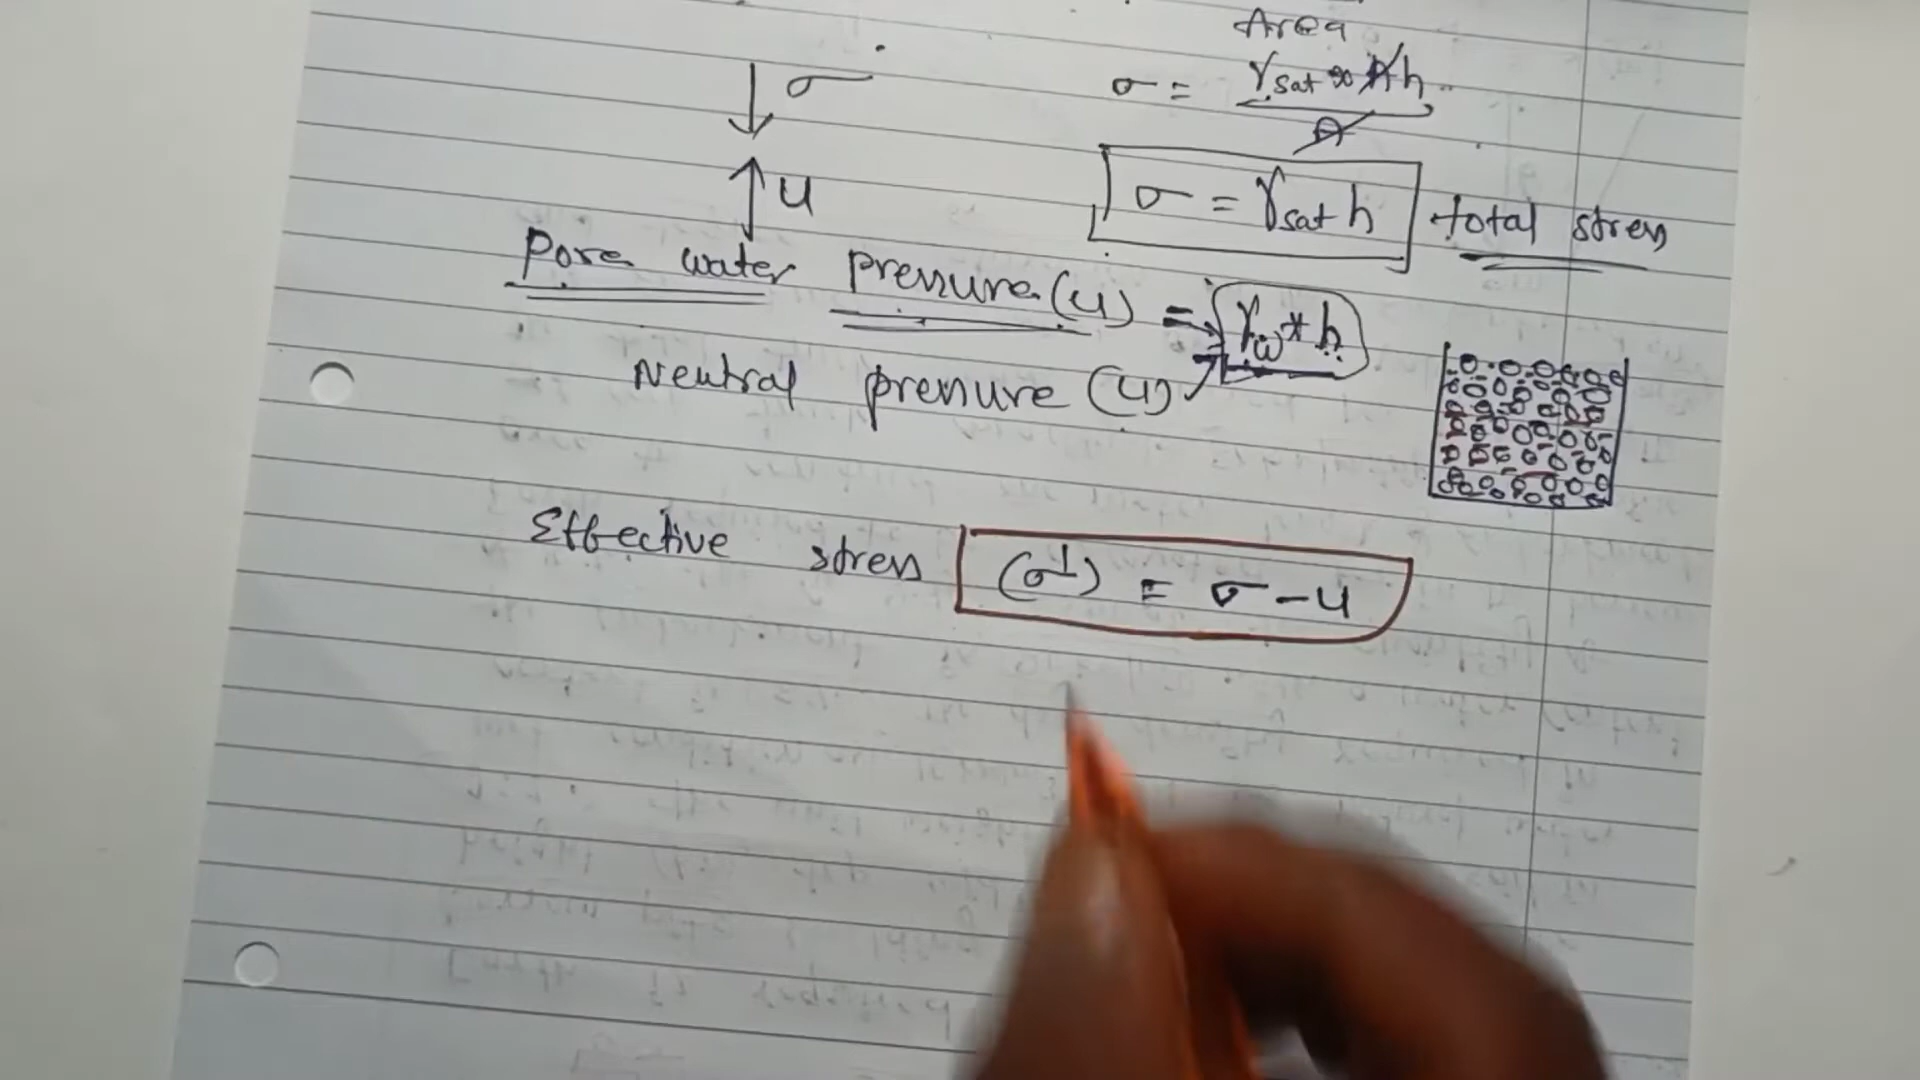 Area
σ = γsat * A h
A
σ
u
σ = γsat h total stress
Pore water pressure (u) = γw * h
Neutral pressure (u)
Effective stress (σ') = σ - u